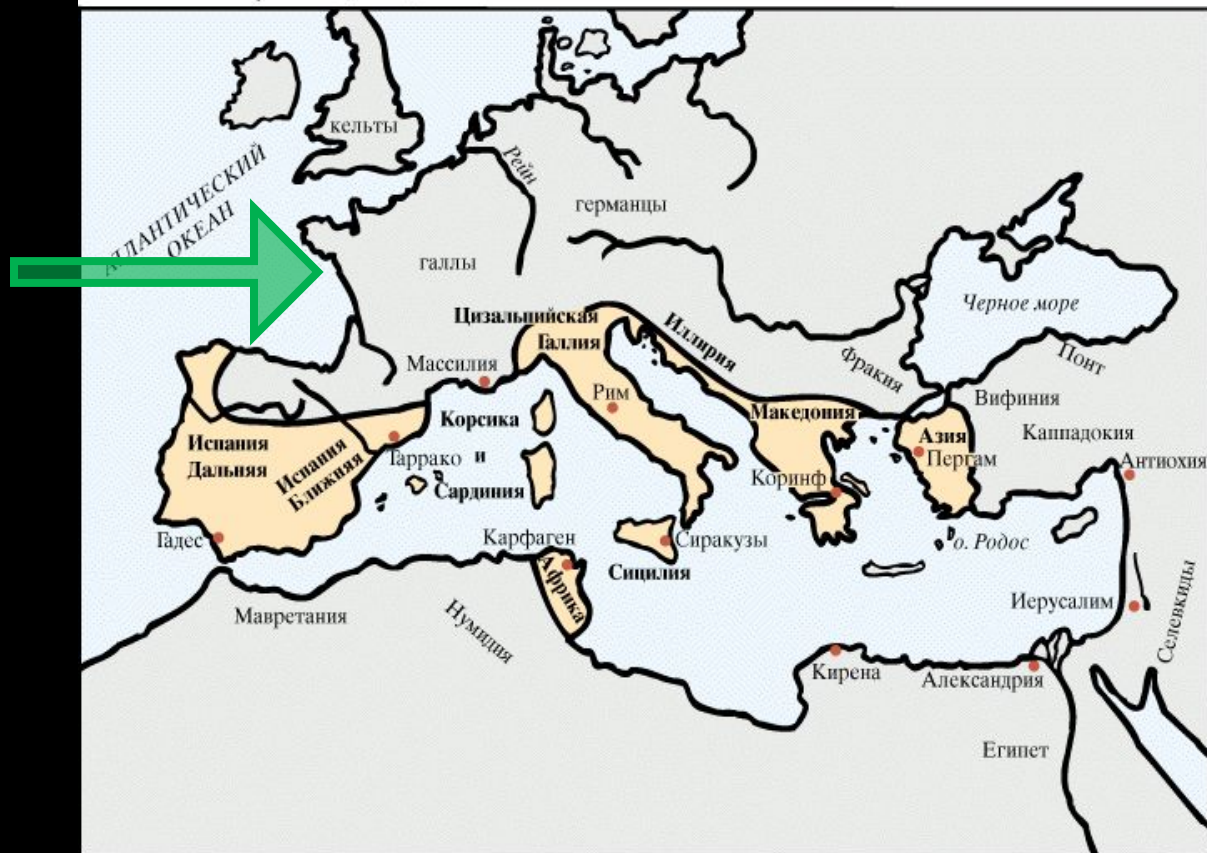 кельты
АТЛАНТИЧЕСКИЙ
ОКЕАН
Рейн
германцы
галлы
Черное море
Цизальпийская
Галлия
Иллирия
Фракия
Понт
Массилия
Рим
Вифиния
Корсика
и
Сардиния
Македония
Азия
Пергам
Каппадокия
Антиохия
Испания
Дальняя
Испания
Ближняя
Таррако
Коринф
Гадес
Карфаген
Сиракузы
о. Родос
Африка
Сицилия
Мавретания
Нумидия
Иерусалим
Селевкиды
Кирена
Александрия
Египет